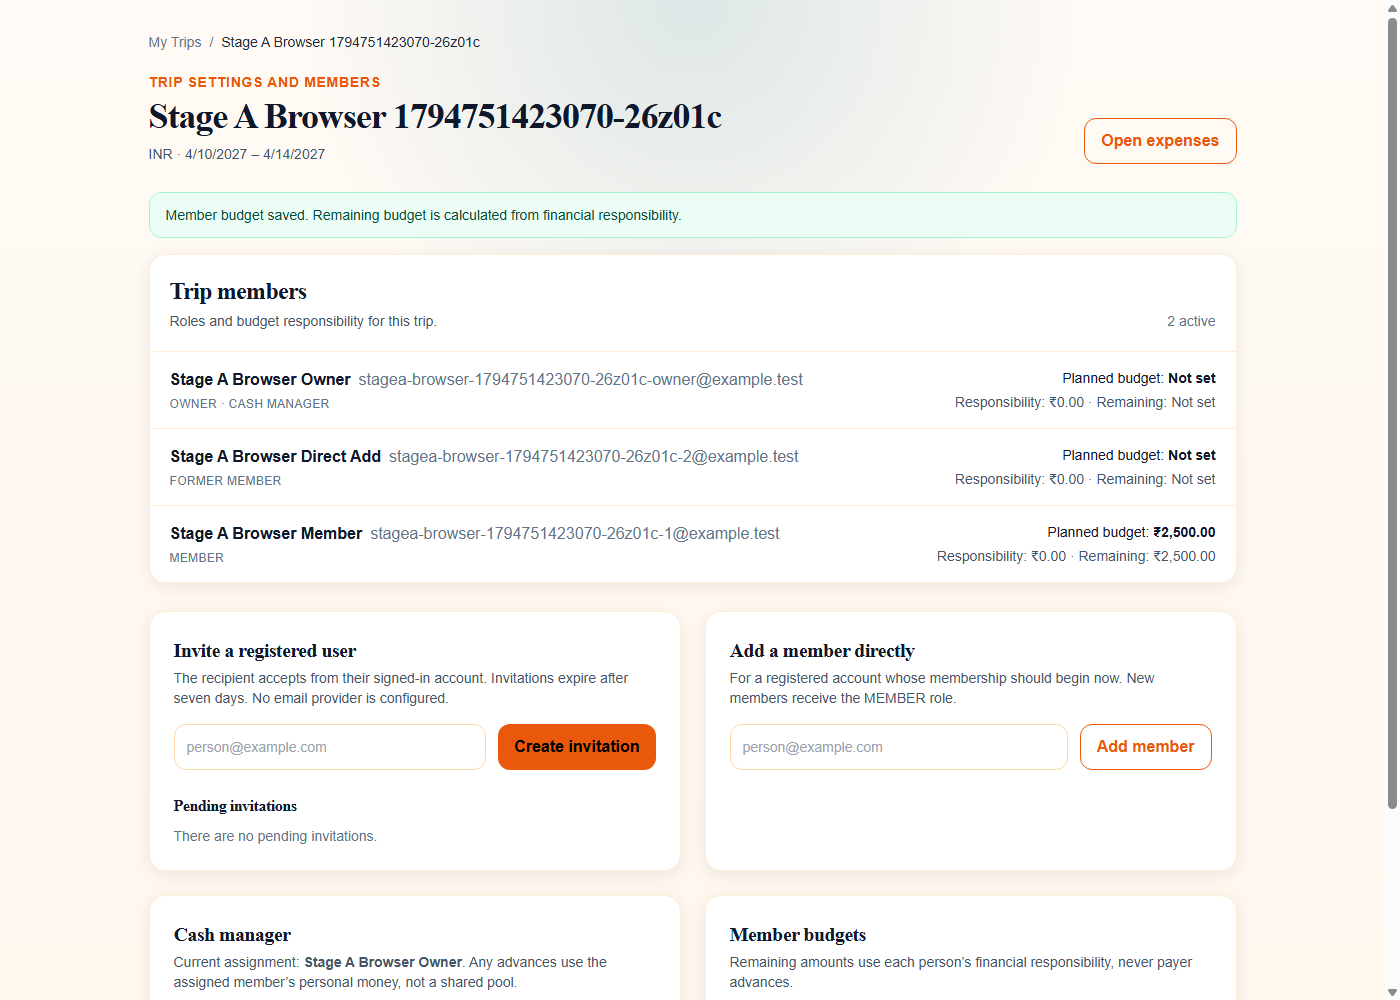 My Trips / Stage A Browser 1794751423070-26z01c
TRIP SETTINGS AND MEMBERS
Stage A Browser 1794751423070-26z01c
INR · 4/10/2027 – 4/14/2027
Open expenses
Member budget saved. Remaining budget is calculated from financial responsibility.
Trip members
Roles and budget responsibility for this trip.
2 active
Stage A Browser Owner stagea-browser-1794751423070-26z01c-owner@example.test
OWNER · CASH MANAGER
Planned budget: Not set
Responsibility: ₹0.00 · Remaining: Not set
Stage A Browser Direct Add stagea-browser-1794751423070-26z01c-2@example.test
FORMER MEMBER
Planned budget: Not set
Responsibility: ₹0.00 · Remaining: Not set
Stage A Browser Member stagea-browser-1794751423070-26z01c-1@example.test
MEMBER
Planned budget: ₹2,500.00
Responsibility: ₹0.00 · Remaining: ₹2,500.00
Invite a registered user
The recipient accepts from their signed-in account. Invitations expire after
seven days. No email provider is configured.
person@example.com
Create invitation
Pending invitations
There are no pending invitations.
Add a member directly
For a registered account whose membership should begin now. New
members receive the MEMBER role.
person@example.com
Add member
Cash manager
Current assignment: Stage A Browser Owner. Any advances use the
assigned member’s personal money, not a shared pool.
Member budgets
Remaining amounts use each person’s financial responsibility, never payer
advances.